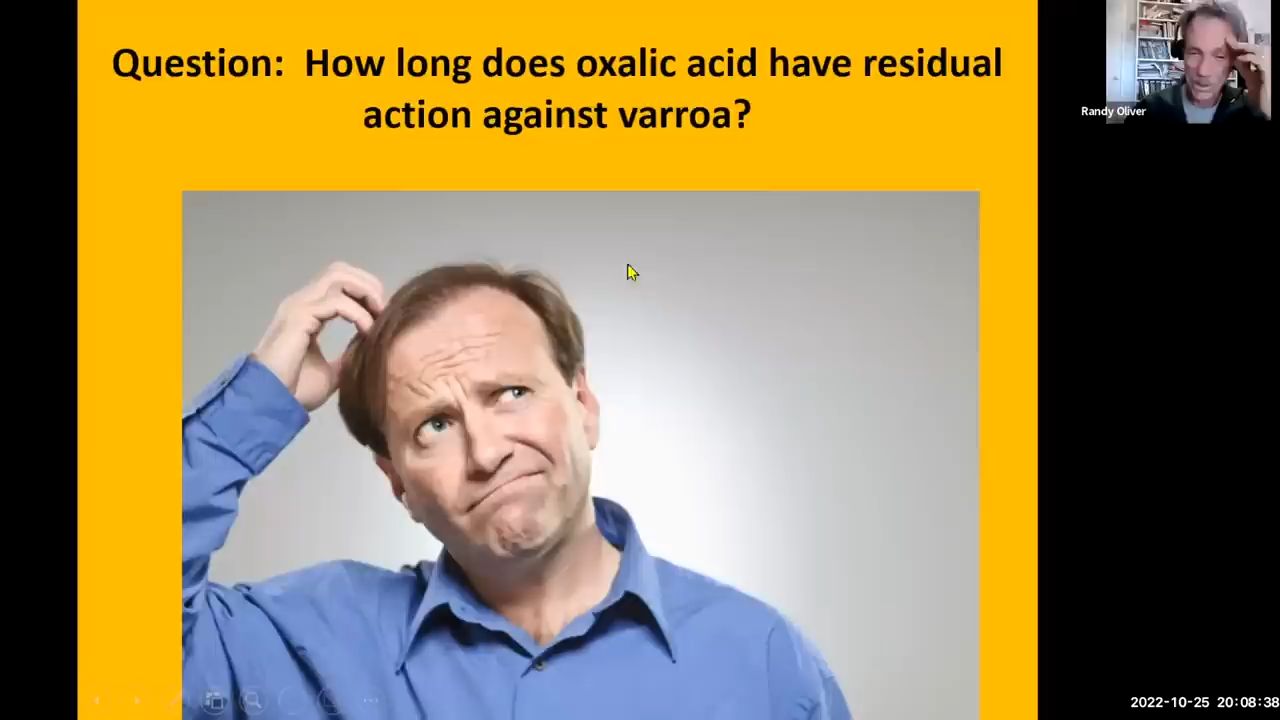 Question:  How long does oxalic acid have residual
action against varroa?
Randy Oliver
2022-10-25 20:08:38